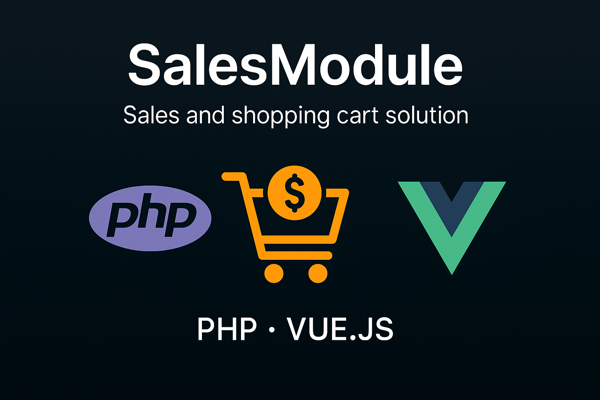 SalesModule
Sales and shopping cart solution
php
$
PHP · VUE.JS